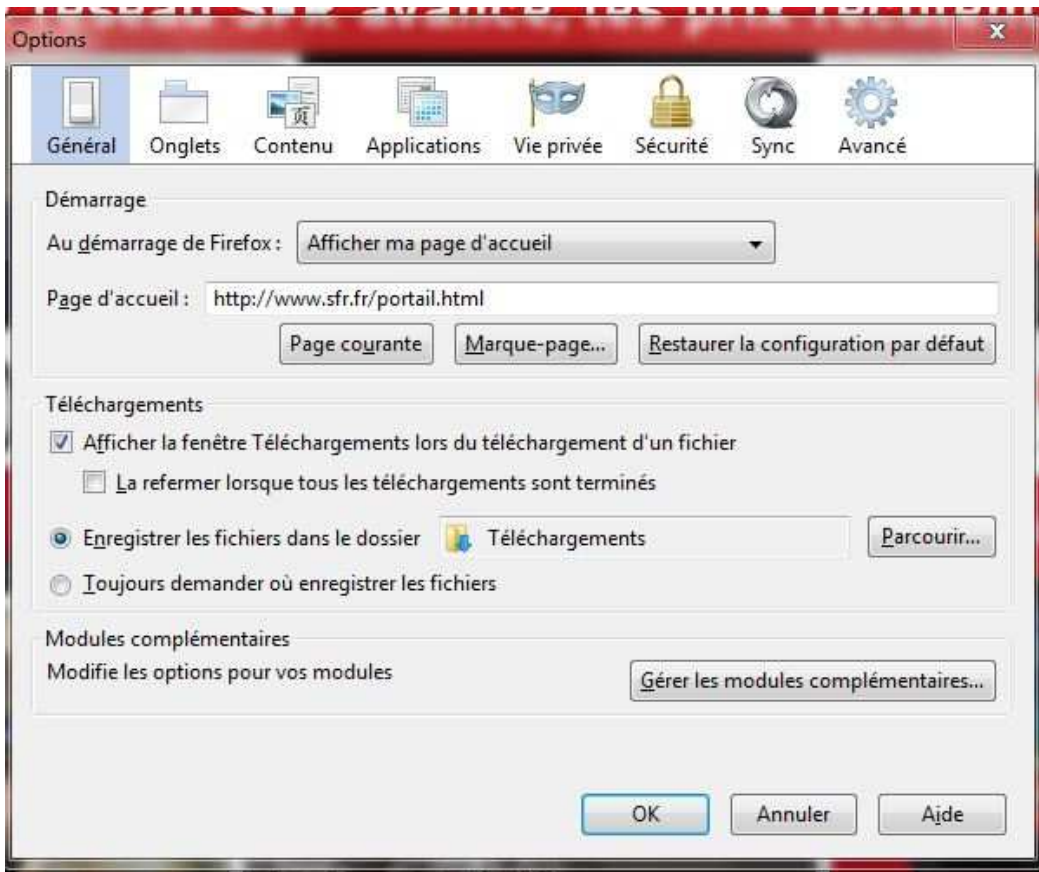 Options
Général Onglets Contenu Applications Vie privée Sécurité Sync Avancé
Démarrage
Au démarrage de Firefox : Afficher ma page d'accueil
Page d'accueil : http://www.sfr.fr/portail.html
Page courante Marque-page... Restaurer la configuration par défaut
Téléchargements
Afficher la fenêtre Téléchargements lors du téléchargement d'un fichier
La refermer lorsque tous les téléchargements sont terminés
Enregistrer les fichiers dans le dossier Téléchargements Parcourir...
Toujours demander où enregistrer les fichiers
Modules complémentaires
Modifie les options pour vos modules
Gérer les modules complémentaires...
OK Annuler Aide